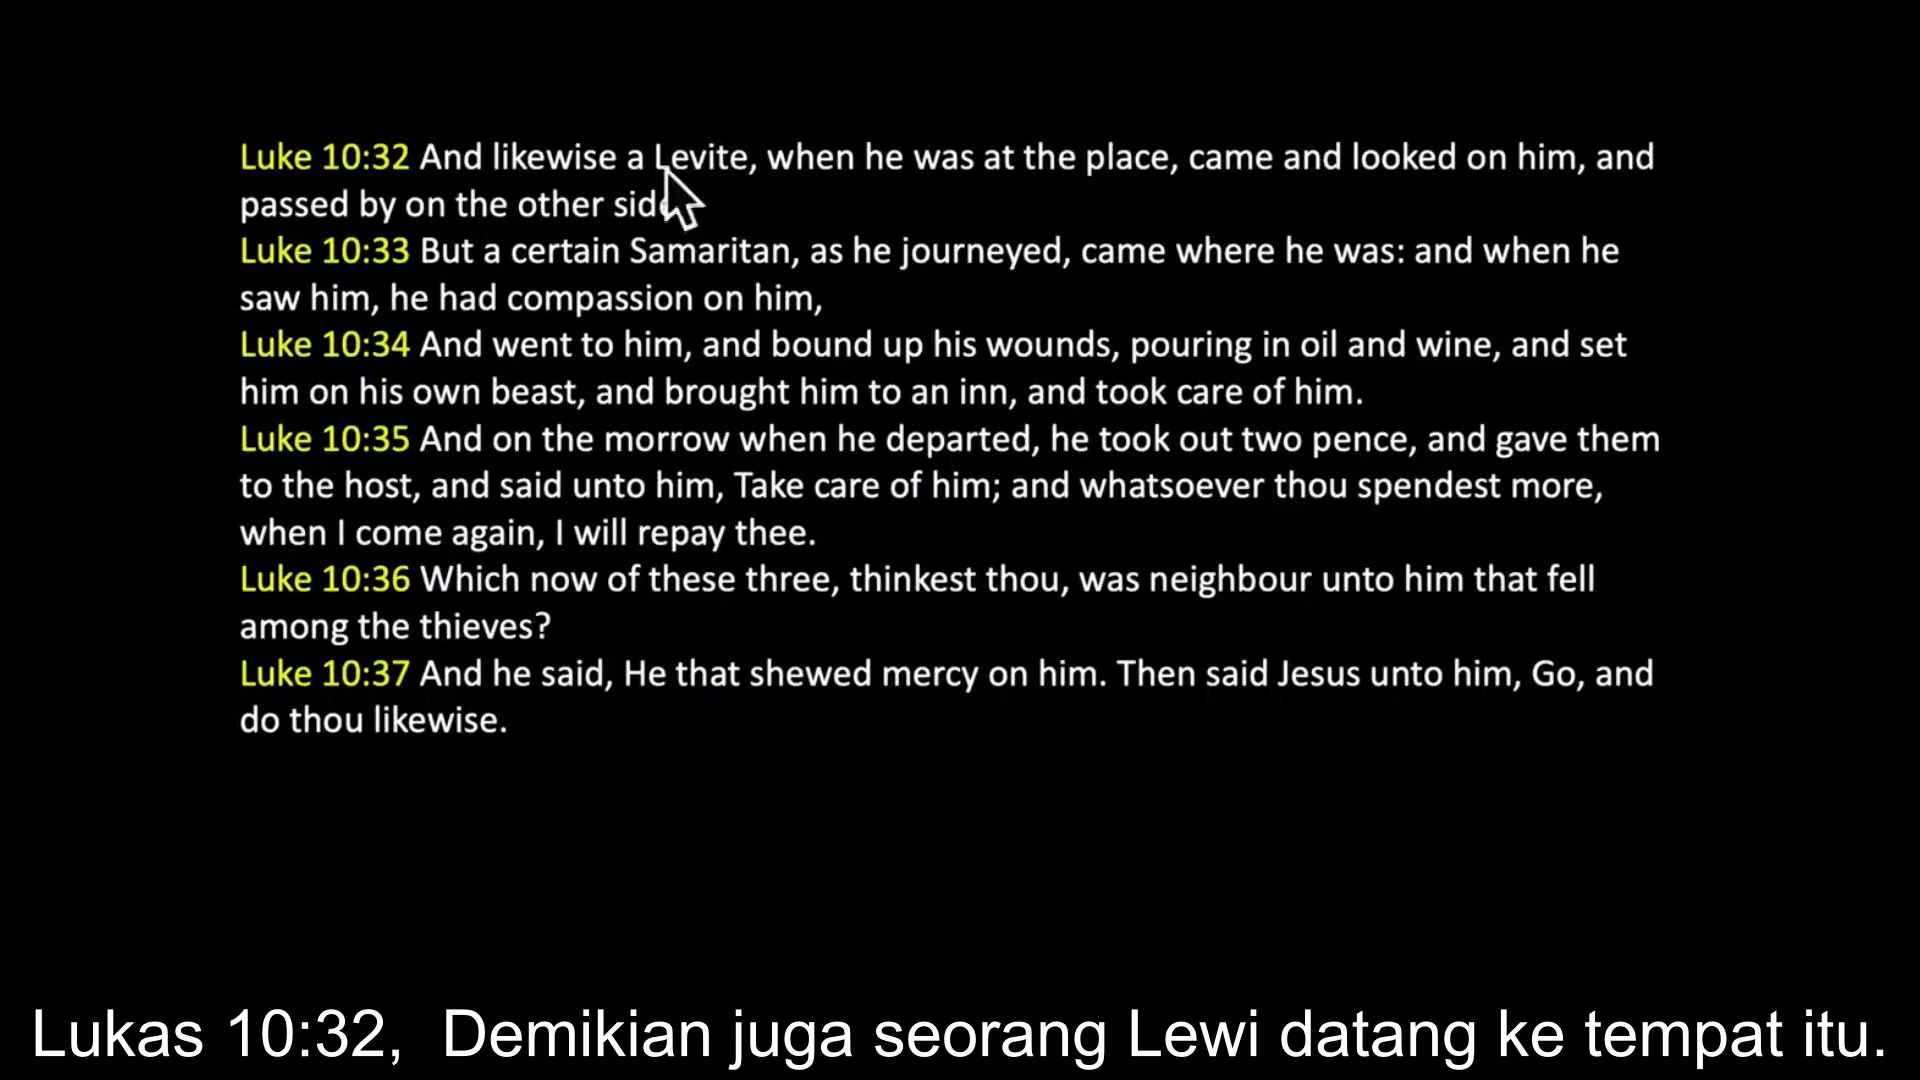 Luke 10:32 And likewise a Levite, when he was at the place, came and looked on him, and
passed by on the other side
Luke 10:33 But a certain Samaritan, as he journeyed, came where he was: and when he
saw him, he had compassion on him,
Luke 10:34 And went to him, and bound up his wounds, pouring in oil and wine, and set
him on his own beast, and brought him to an inn, and took care of him.
Luke 10:35 And on the morrow when he departed, he took out two pence, and gave them
to the host, and said unto him, Take care of him; and whatsoever thou spendest more,
when I come again, I will repay thee.
Luke 10:36 Which now of these three, thinkest thou, was neighbour unto him that fell
among the thieves?
Luke 10:37 And he said, He that shewed mercy on him. Then said Jesus unto him, Go, and
do thou likewise.
Lukas 10:32, Demikian juga seorang Lewi datang ke tempat itu.